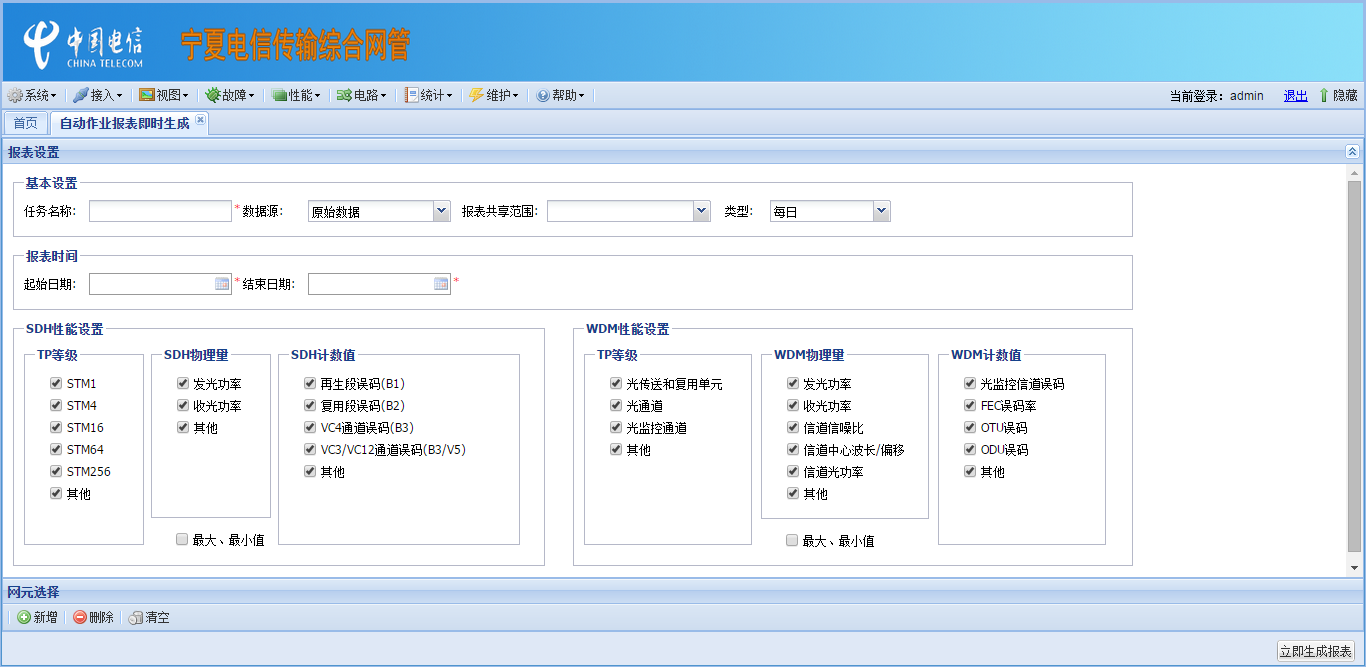 中国电信 宁夏电信传输综合网管
CHINA TELECOM
系统 接入 视图 故障 性能 电路 统计 维护 帮助 当前登录: admin 退出 隐藏
首页 自动作业报表即时生成
报表设置
基本设置
任务名称: * 数据源: 原始数据 报表共享范围: 类型: 每日
报表时间
起始日期: * 结束日期: *
SDH性能设置 WDM性能设置
TP等级 SDH物理量 SDH计数值 TP等级 WDM物理量 WDM计数值
STM1 发光功率 再生段误码(B1) 光传送和复用单元 发光功率 光监控信道误码
STM4 收光功率 复用段误码(B2) 光通道 收光功率 FEC误码率
STM16 其他 VC4通道误码(B3) 光监控通道 信道信噪比 OTU误码
STM64 VC3/VC12通道误码(B3/V5) 其他 信道中心波长/偏移 ODU误码
STM256 其他 信道光功率 其他
其他 其他
最大、最小值 最大、最小值
网元选择
新增 删除 清空
立即生成报表